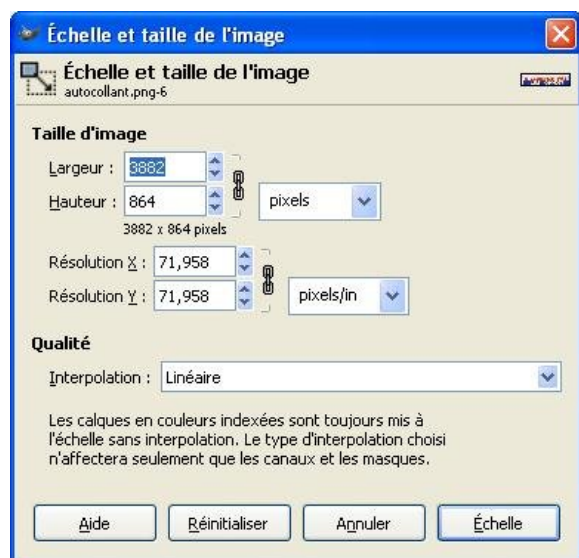 Échelle et taille de l'image
Échelle et taille de l'image
autocollant.png-6
Taille d'image
Largeur : 3882
Hauteur : 864 pixels
3882 x 864 pixels
Résolution X : 71,958
Résolution Y : 71,958 pixels/in
Qualité
Interpolation : Linéaire
Les calques en couleurs indexées sont toujours mis à
l'échelle sans interpolation. Le type d'interpolation choisi
n'affectera seulement que les canaux et les masques.
Aide Réinitialiser Annuler Échelle